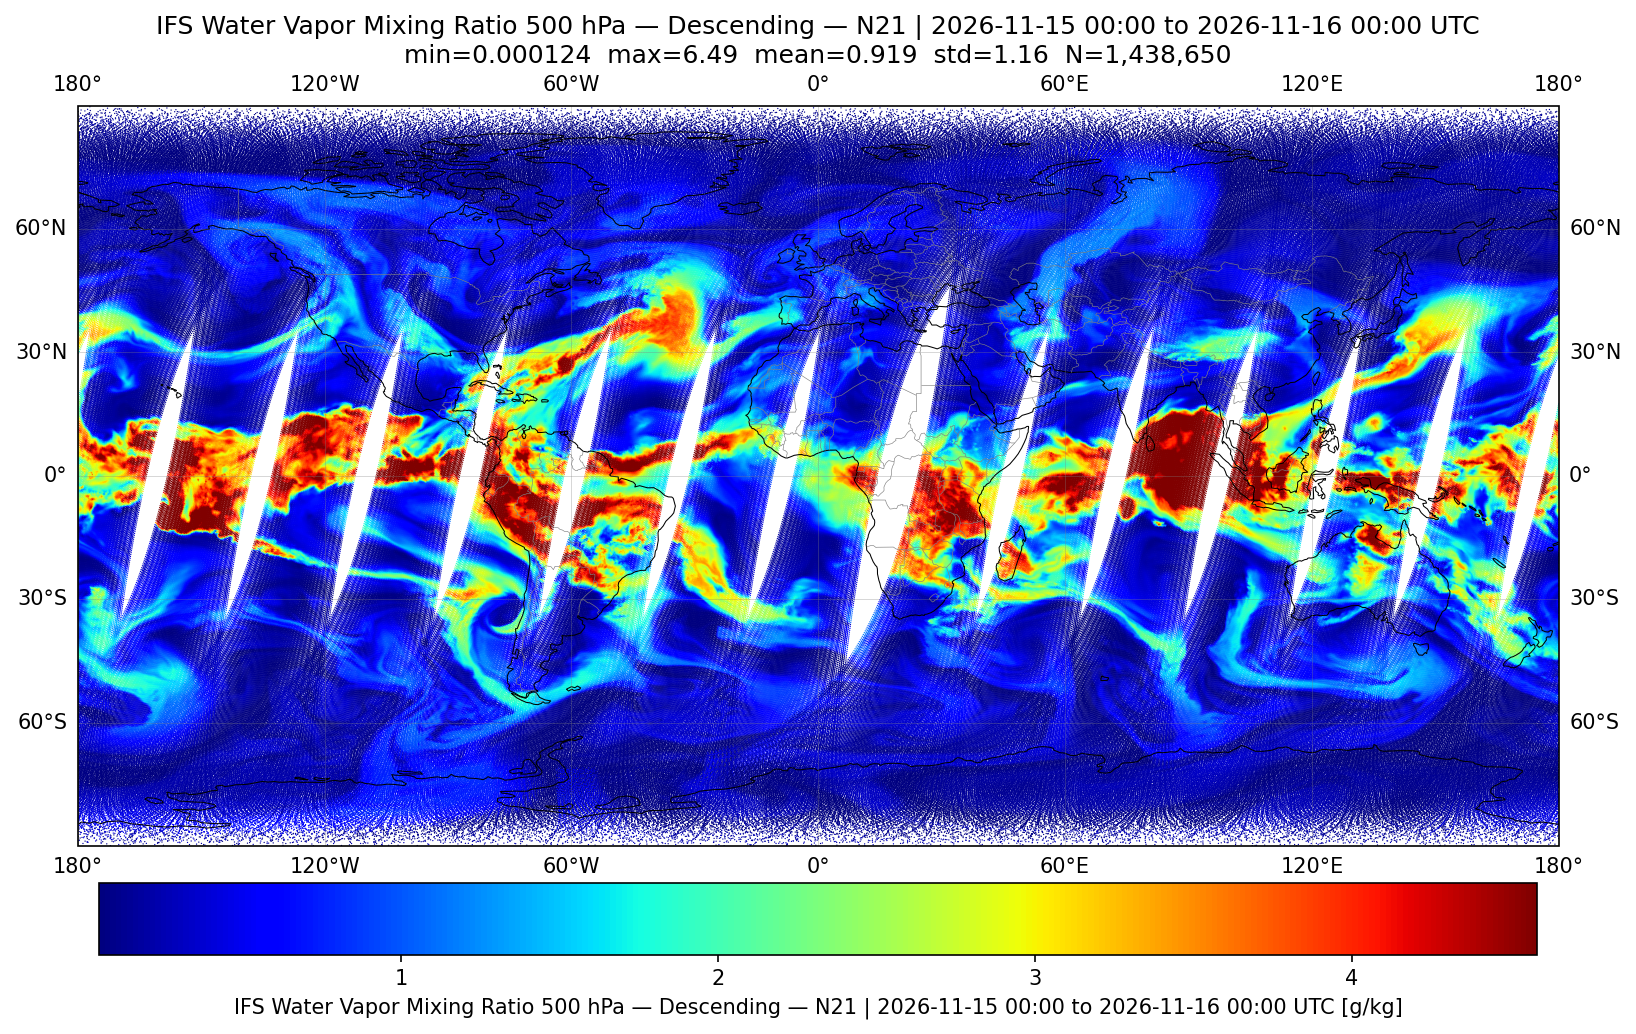 IFS Water Vapor Mixing Ratio 500 hPa — Descending — N21 | 2026-11-15 00:00 to 2026-11-16 00:00 UTC
min=0.000124 max=6.49 mean=0.919 std=1.16 N=1,438,650
180° 120°W 60°W 0° 60°E 120°E 180°
60°N 60°N
30°N 30°N
0° 0°
30°S 30°S
60°S 60°S
180° 120°W 60°W 0° 60°E 120°E 180°
1 2 3 4
IFS Water Vapor Mixing Ratio 500 hPa — Descending — N21 | 2026-11-15 00:00 to 2026-11-16 00:00 UTC [g/kg]